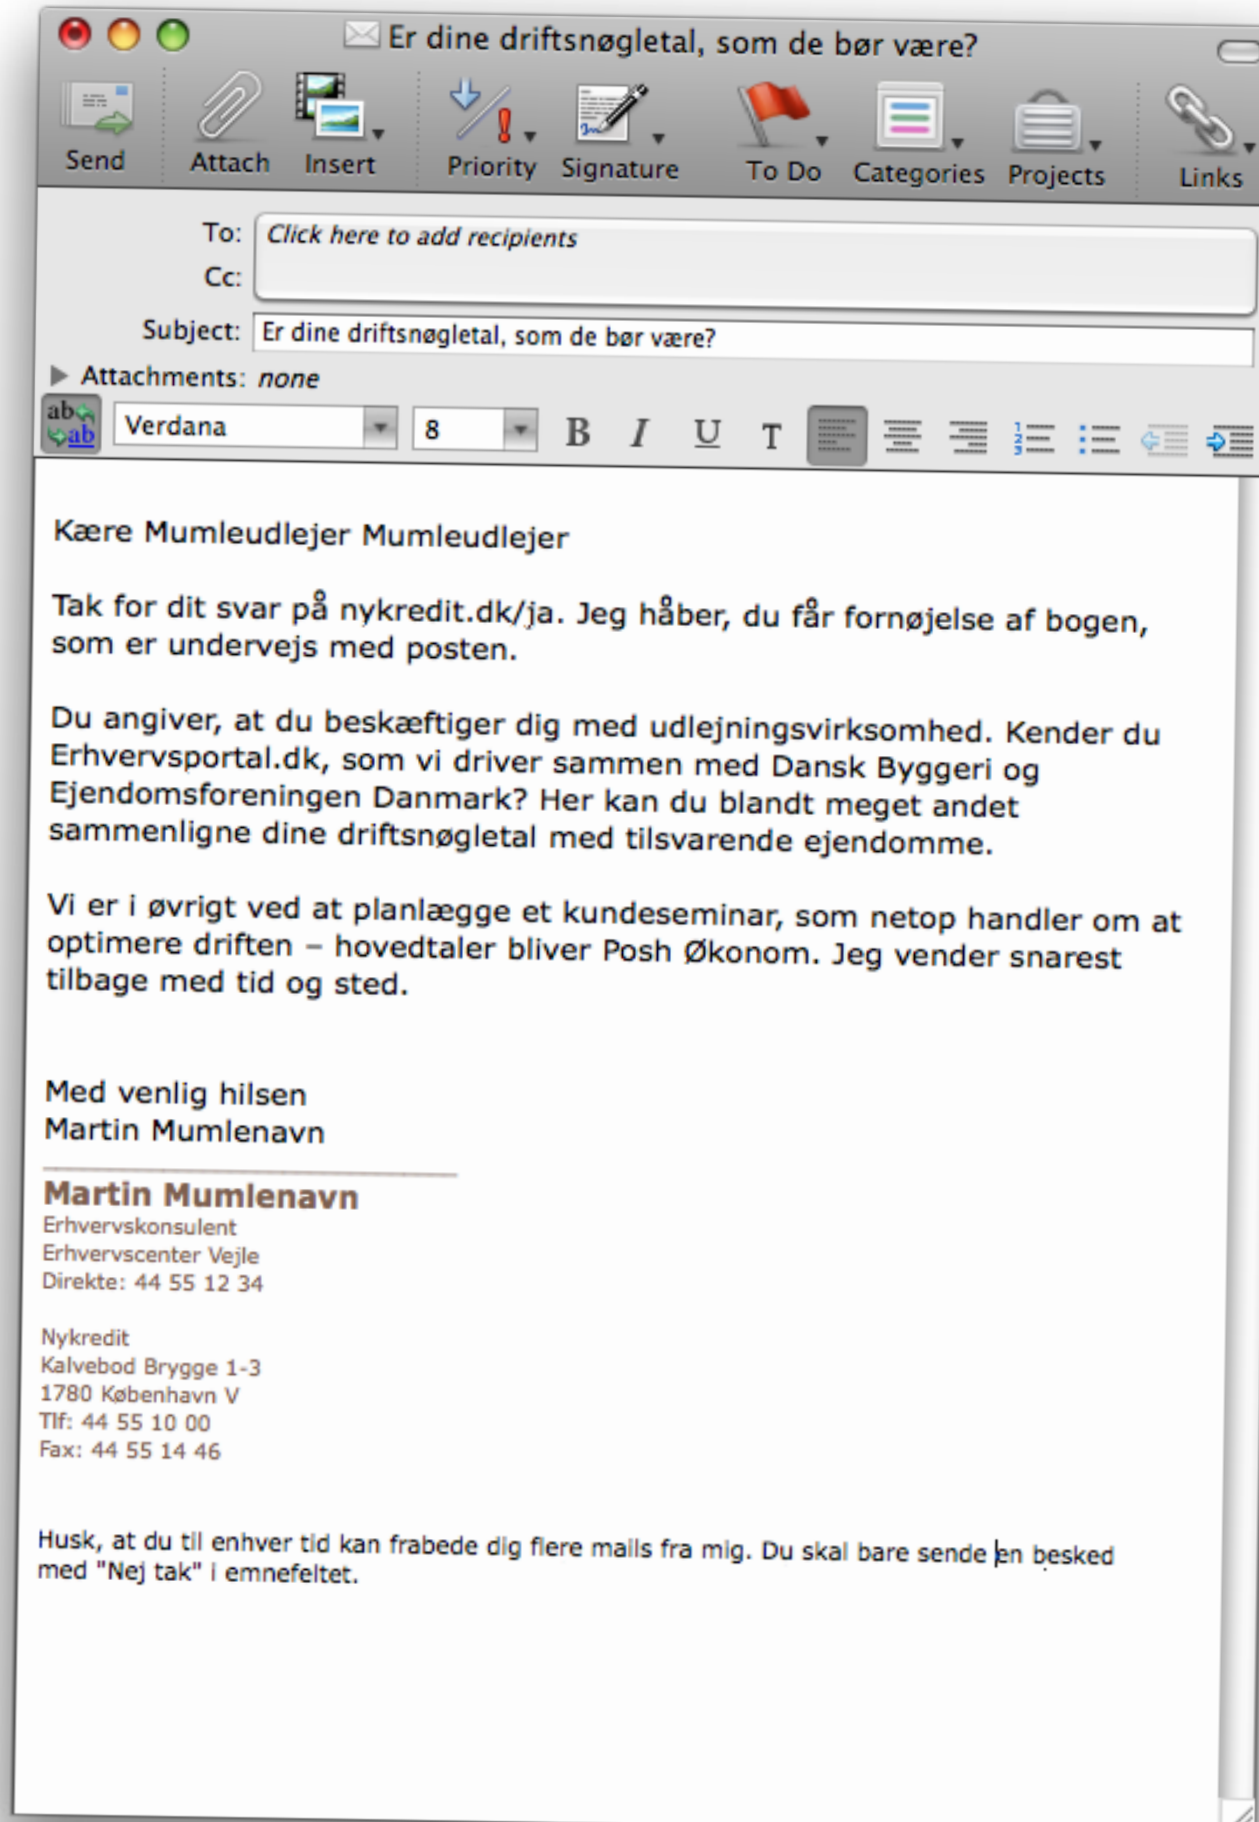 Er dine driftsnøgletal, som de bør være?
Send Attach Insert Priority Signature To Do Categories Projects Links
To: Click here to add recipients
Cc:
Subject: Er dine driftsnøgletal, som de bør være?
Attachments: none
abc
ab Verdana 8 B I U T
Kære Mumleudlejer Mumleudlejer
Tak for dit svar på nykredit.dk/ja. Jeg håber, du får fornøjelse af bogen,
som er undervejs med posten.
Du angiver, at du beskæftiger dig med udlejningsvirksomhed. Kender du
Erhvervsportal.dk, som vi driver sammen med Dansk Byggeri og
Ejendomsforeningen Danmark? Her kan du blandt meget andet
sammenligne dine driftsnøgletal med tilsvarende ejendomme.
Vi er i øvrigt ved at planlægge et kundeseminar, som netop handler om at
optimere driften – hovedtaler bliver Posh Økonom. Jeg vender snarest
tilbage med tid og sted.
Med venlig hilsen
Martin Mumlenavn
Martin Mumlenavn
Erhvervskonsulent
Erhvervscenter Vejle
Direkte: 44 55 12 34
Nykredit
Kalvebod Brygge 1-3
1780 København V
Tlf: 44 55 10 00
Fax: 44 55 14 46
Husk, at du til enhver tid kan frabede dig flere mails fra mig. Du skal bare sende en besked
med "Nej tak" i emnefeltet.